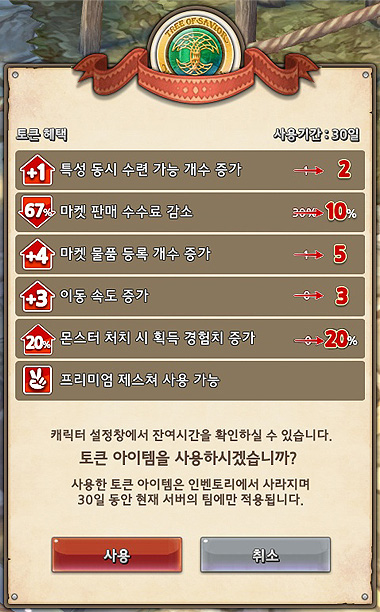 TREE OF SAVIOR
토큰 혜택 사용기간 : 30일
+1 특성 동시 수련 가능 개수 증가 1 2
67% 마켓 판매 수수료 감소 30% 10%
+4 마켓 물품 등록 개수 증가 1 5
+3 이동 속도 증가 0 3
20% 몬스터 처치 시 획득 경험치 증가 0 20%
프리미엄 제스쳐 사용 가능
캐릭터 설정창에서 잔여시간을 확인하실 수 있습니다.
토큰 아이템을 사용하시겠습니까?
사용한 토큰 아이템은 인벤토리에서 사라지며
30일 동안 현재 서버의 팀에만 적용됩니다.
사용 취소